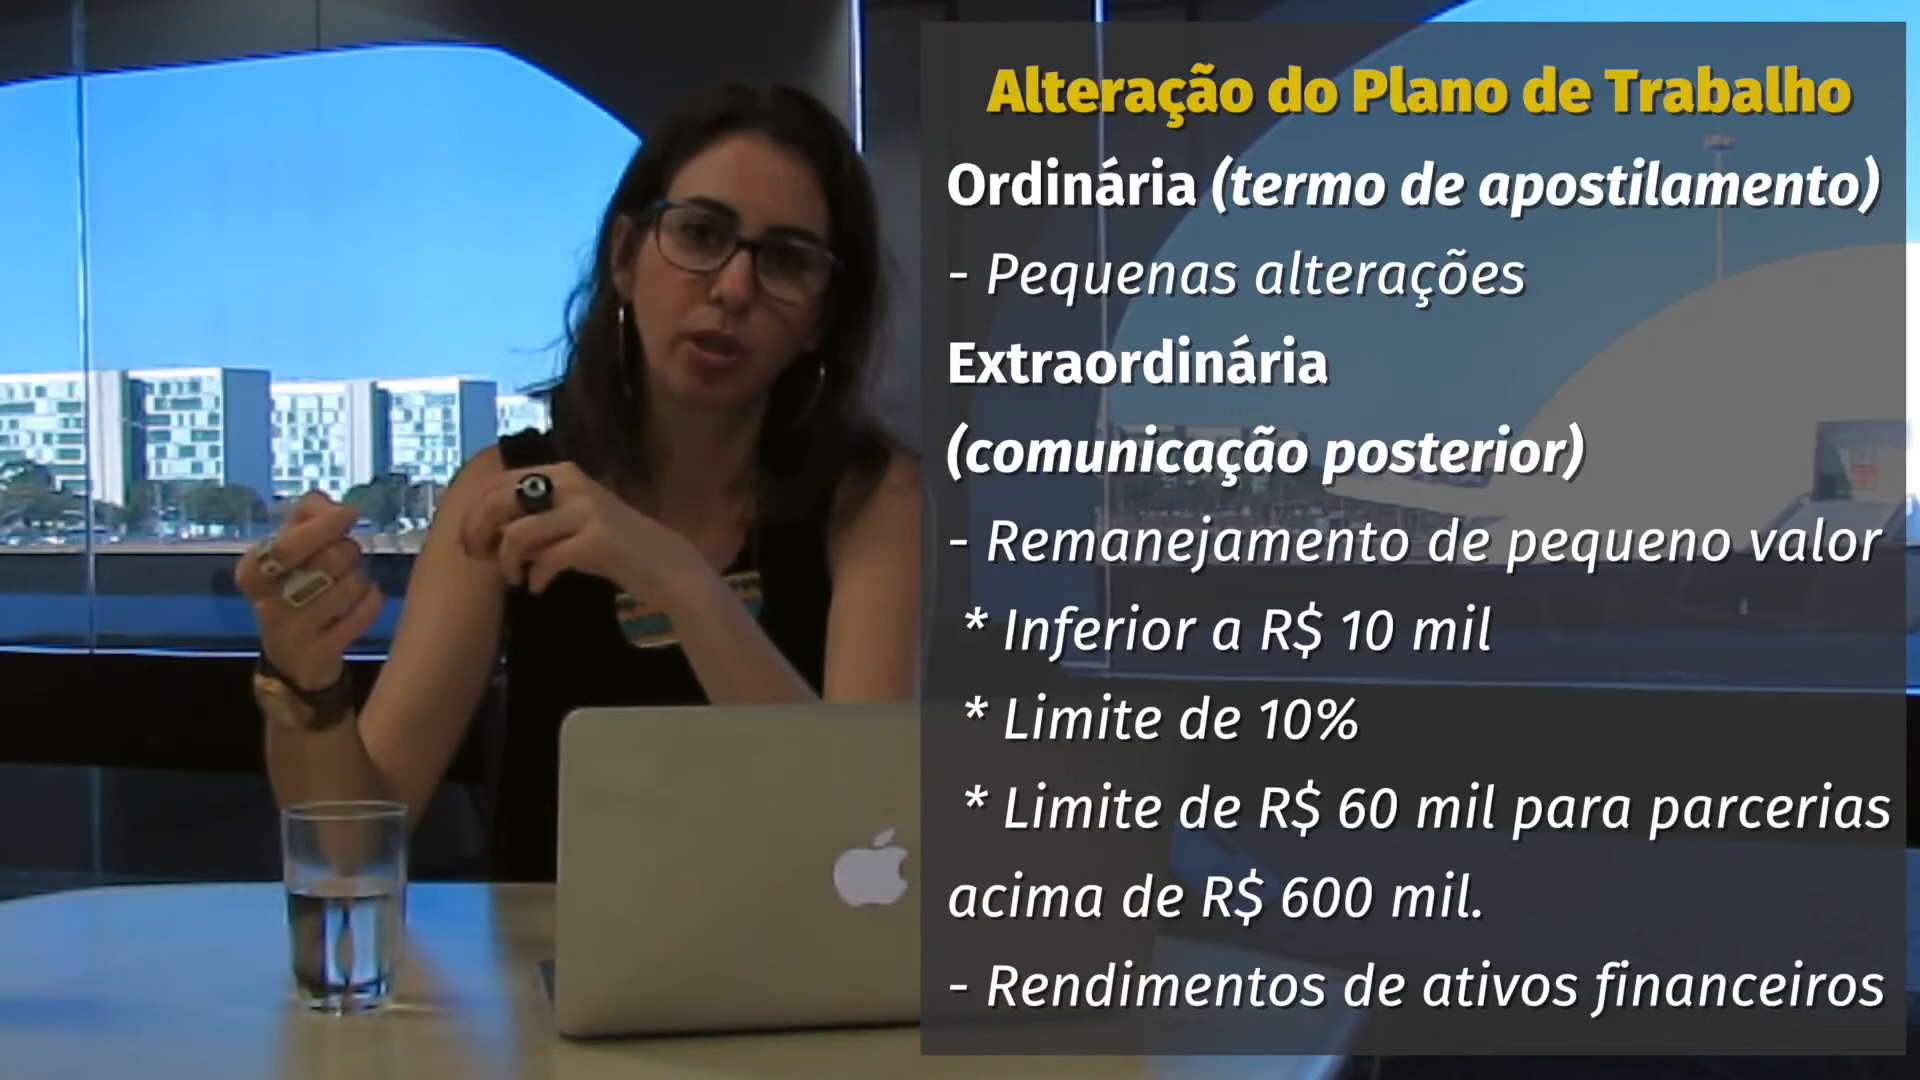 Alteração do Plano de Trabalho
Ordinária (termo de apostilamento)
- Pequenas alterações
Extraordinária
(comunicação posterior)
- Remanejamento de pequeno valor
* Inferior a R$ 10 mil
* Limite de 10%
* Limite de R$ 60 mil para parcerias
acima de R$ 600 mil.
- Rendimentos de ativos financeiros